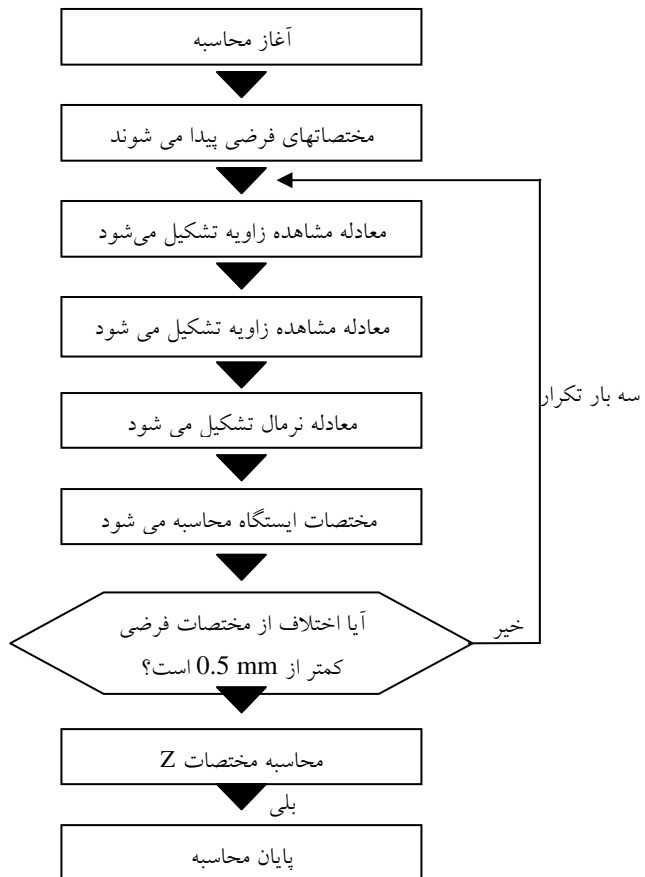 آغاز محاسبه
مختصاتهای فرضی پیدا می شوند
معادله مشاهده زاویه تشکیل می‌شود
معادله مشاهده زاویه تشکیل می شود
سه بار تکرار
معادله نرمال تشکیل می شود
مختصات ایستگاه محاسبه می شود
آیا اختلاف از مختصات فرضی
کمتر از 0.5 mm است؟
خیر
محاسبه مختصات Z
بلی
پایان محاسبه